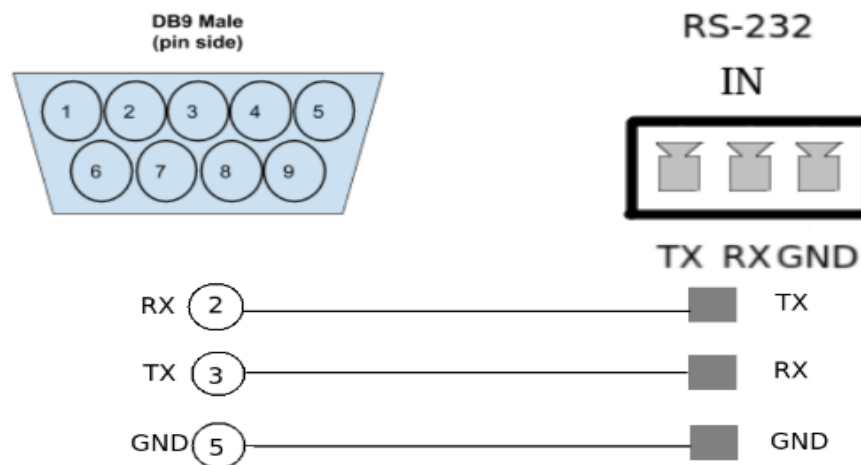 DB9 Male
(pin side)
1 2 3 4 5
6 7 8 9
RS-232
IN
TX RX GND
RX 2 TX
TX 3 RX
GND 5 GND